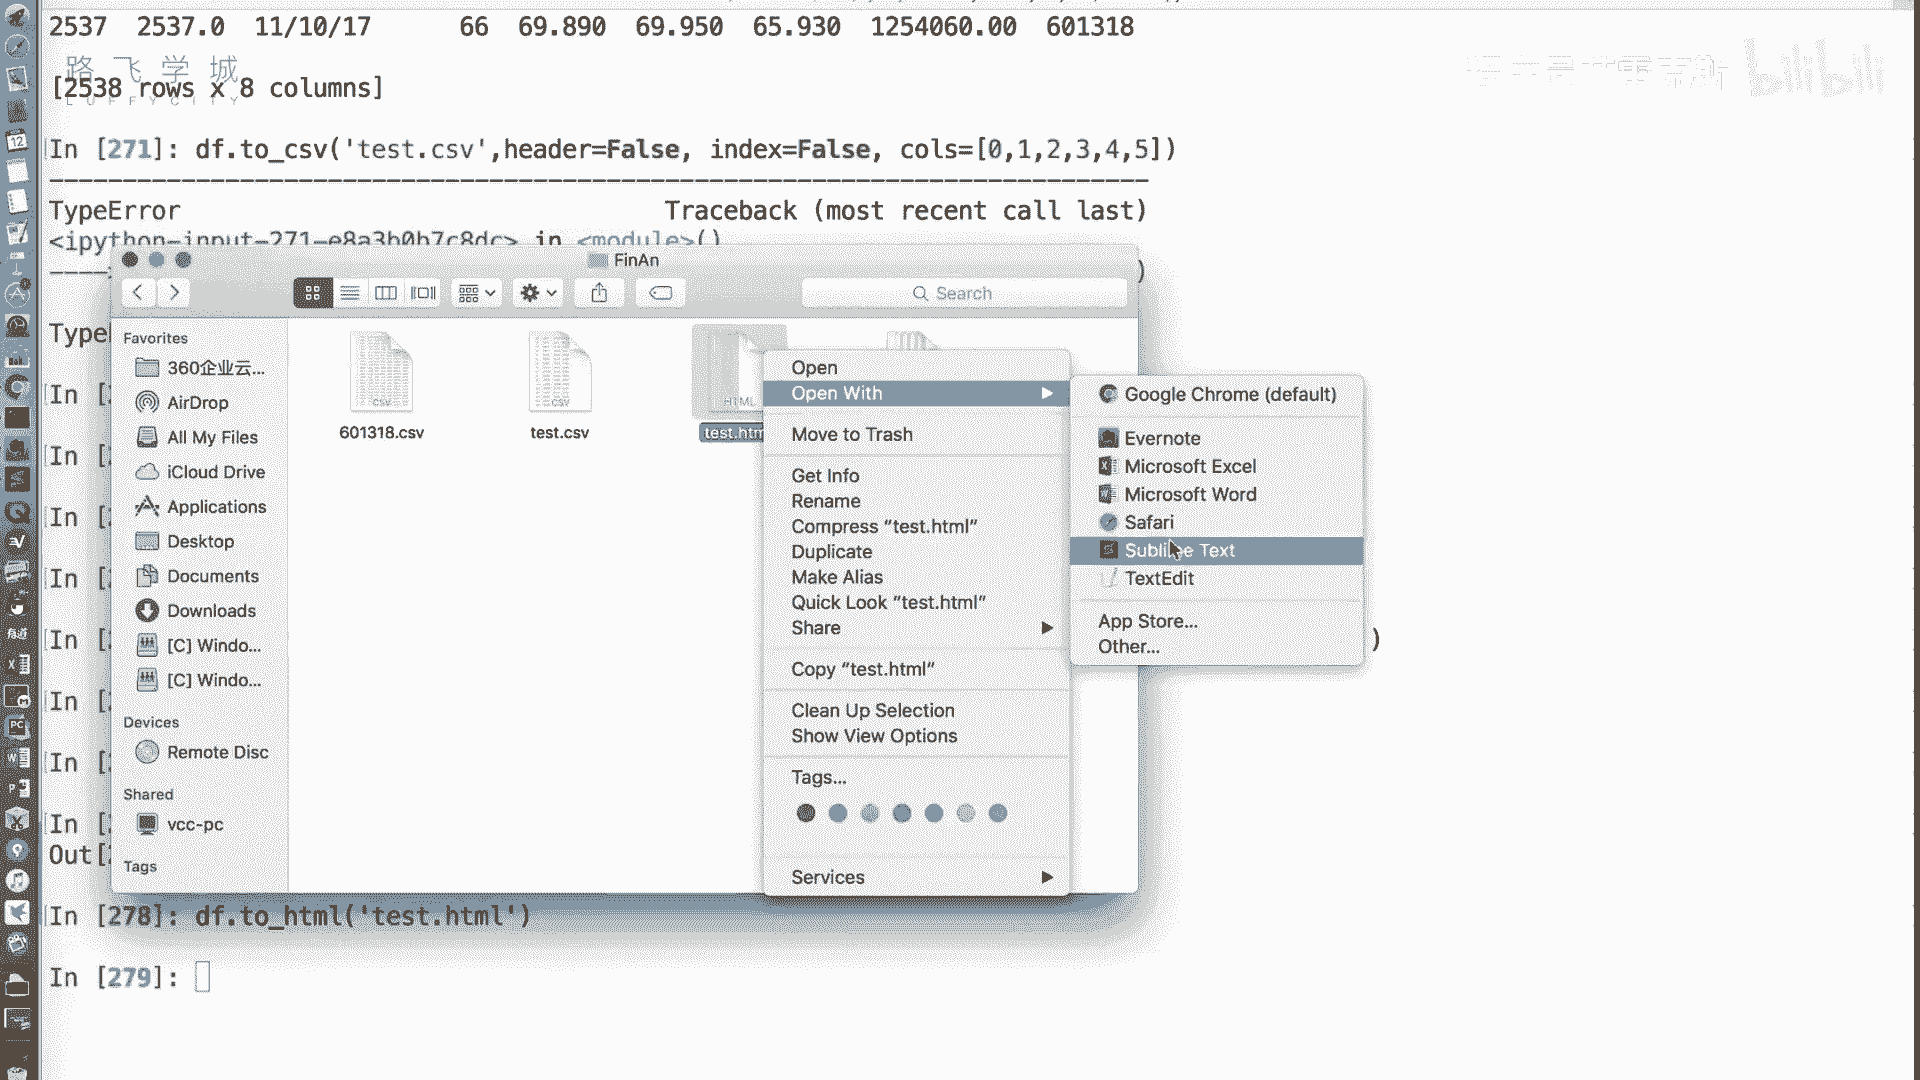 2537 2537.0 11/10/17 66 69.890 69.950 65.930 1254060.00 601318
路飞学城
[2538 rows x 8 columns]
LUFFYCITY
bilibili
In [271]: df.to_csv('test.csv',header=False, index=False, cols=[0,1,2,3,4,5])
TypeError Traceback (most recent call last)
<ipython-input-271-e8a3b0b7c8dc> in <module>()
FinAn
Search
Favorites
360企业云...
AirDrop
All My Files
iCloud Drive
Applications
Desktop
Documents
Downloads
[C] Windo...
[C] Windo...
Devices
Remote Disc
Shared
vcc-pc
Tags
CSV
601318.csv
CSV
test.csv
HTML
test.htm
Open
Open With
Move to Trash
Get Info
Rename
Compress “test.html”
Duplicate
Make Alias
Quick Look “test.html”
Share
Copy “test.html”
Clean Up Selection
Show View Options
Tags...
Services
Google Chrome (default)
Evernote
Microsoft Excel
Microsoft Word
Safari
Sublime Text
TextEdit
App Store...
Other...
)
)
Type
In [
In [
In [
In [
In [
In [
In [
In [
Out[
In [278]: df.to_html('test.html')
In [279]: